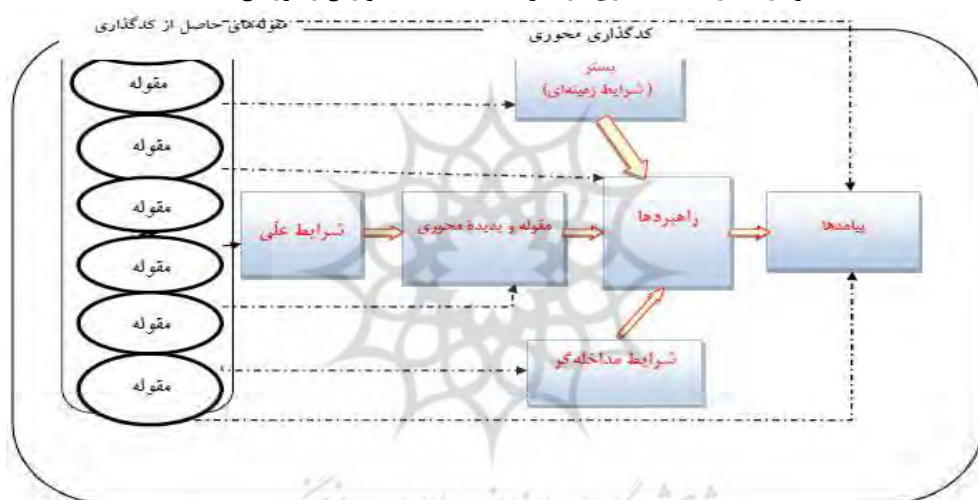 مقوله‌های حاصل از کدگذاری
کدگذاری محوری
مقوله
مقوله
مقوله
مقوله
مقوله
مقوله
بستر
(شرایط زمینه‌ای)
شرایط علّی
مقوله و پدیدهٔ محوری
راهبردها
پیامدها
شرایط مداخله‌گر